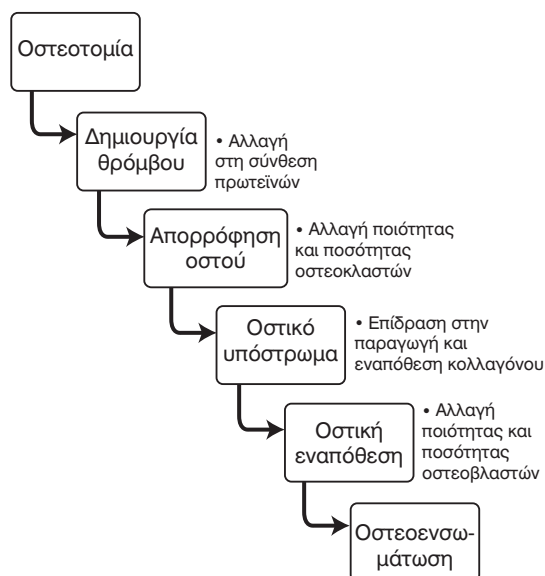 Οστεοτομία
Δημιουργία
θρόμβου
• Αλλαγή
στη σύνθεση
πρωτεϊνών
Απορρόφηση
οστού
• Αλλαγή ποιότητας
και ποσότητας
οστεοκλαστών
Οστικό
υπόστρωμα
• Επίδραση στην
παραγωγή και
εναπόθεση κολλαγόνου
Οστική
εναπόθεση
• Αλλαγή
ποιότητας και
ποσότητας
οστεοβλαστών
Οστεοενσω-
μάτωση